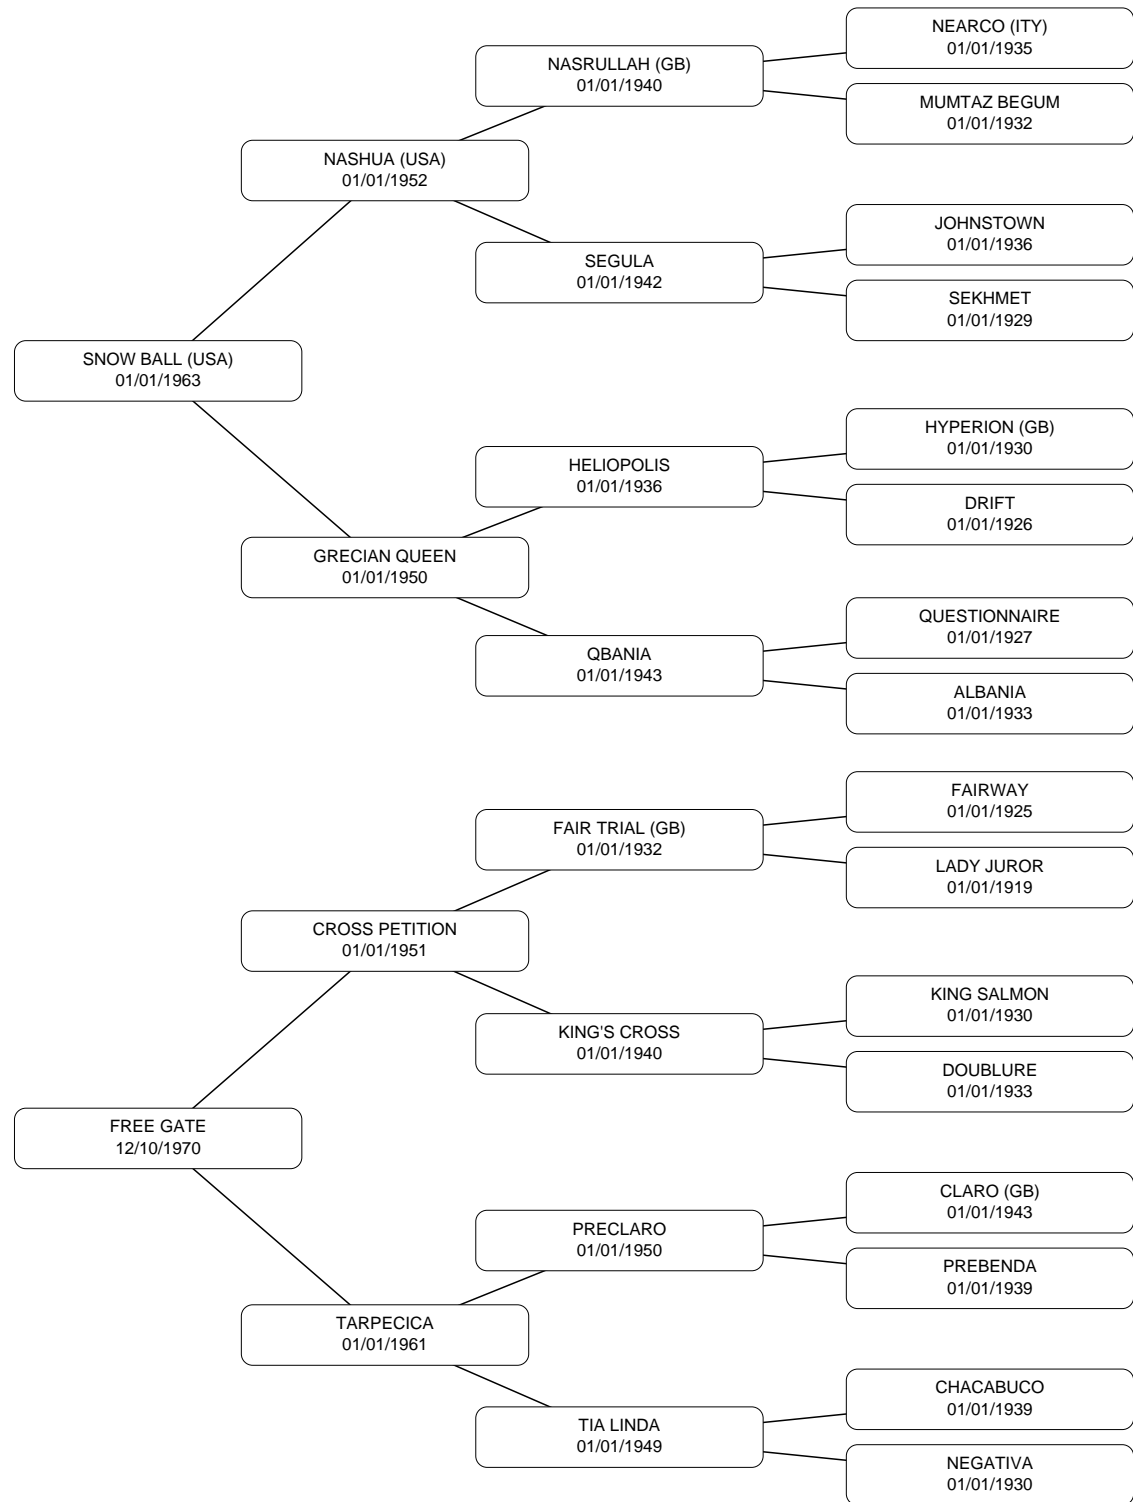 NEARCO (ITY)
01/01/1935
NASRULLAH (GB)
01/01/1940
MUMTAZ BEGUM
01/01/1932
NASHUA (USA)
01/01/1952
JOHNSTOWN
01/01/1936
SEGULA
01/01/1942
SEKHMET
01/01/1929
SNOW BALL (USA)
01/01/1963
HYPERION (GB)
01/01/1930
HELIOPOLIS
01/01/1936
DRIFT
01/01/1926
GRECIAN QUEEN
01/01/1950
QUESTIONNAIRE
01/01/1927
QBANIA
01/01/1943
ALBANIA
01/01/1933
FAIRWAY
01/01/1925
FAIR TRIAL (GB)
01/01/1932
LADY JUROR
01/01/1919
CROSS PETITION
01/01/1951
KING SALMON
01/01/1930
KING'S CROSS
01/01/1940
DOUBLURE
01/01/1933
FREE GATE
12/10/1970
CLARO (GB)
01/01/1943
PRECLARO
01/01/1950
PREBENDA
01/01/1939
TARPECICA
01/01/1961
CHACABUCO
01/01/1939
TIA LINDA
01/01/1949
NEGATIVA
01/01/1930